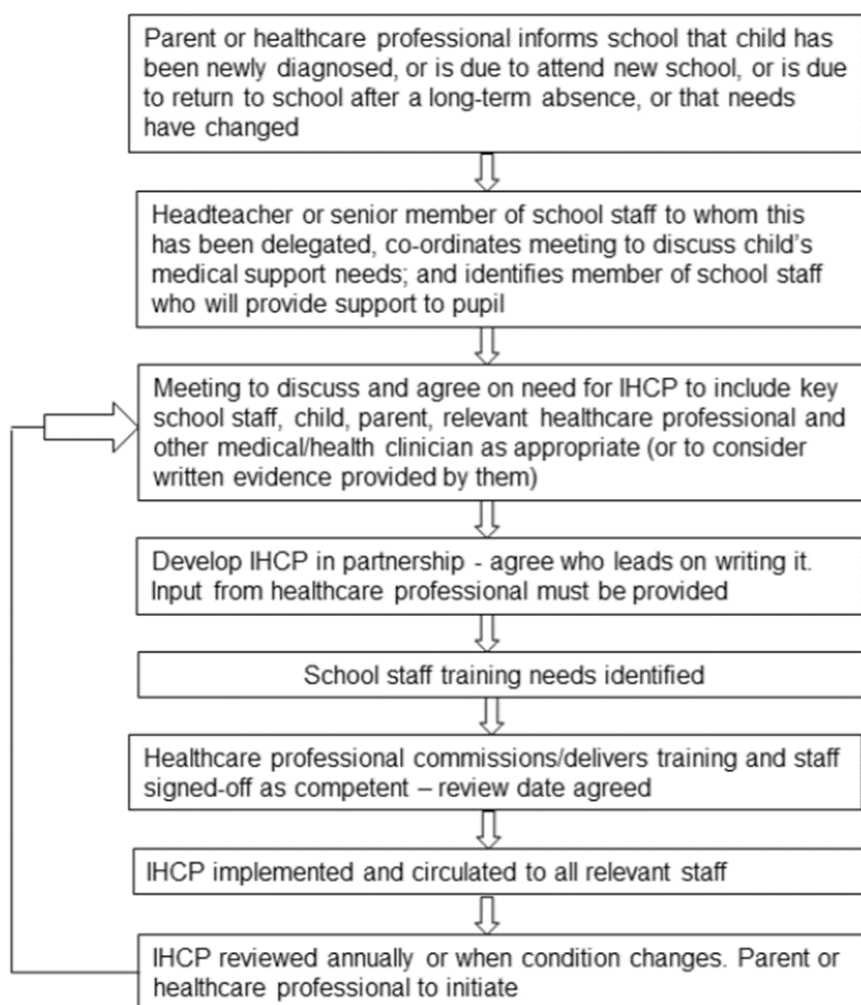 Parent or healthcare professional informs school that child has
been newly diagnosed, or is due to attend new school, or is due
to return to school after a long-term absence, or that needs
have changed
Headteacher or senior member of school staff to whom this
has been delegated, co-ordinates meeting to discuss child's
medical support needs; and identifies member of school staff
who will provide support to pupil
Meeting to discuss and agree on need for IHCP to include key
school staff, child, parent, relevant healthcare professional and
other medical/health clinician as appropriate (or to consider
written evidence provided by them)
Develop IHCP in partnership - agree who leads on writing it.
Input from healthcare professional must be provided
School staff training needs identified
Healthcare professional commissions/delivers training and staff
signed-off as competent – review date agreed
IHCP implemented and circulated to all relevant staff
IHCP reviewed annually or when condition changes. Parent or
healthcare professional to initiate